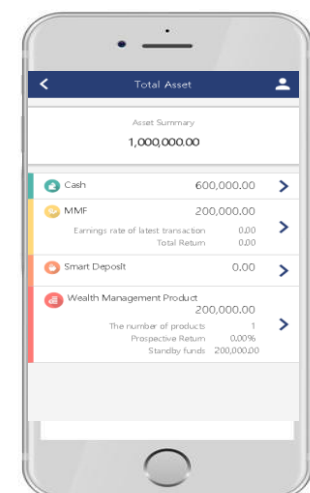 Total Asset
Asset Summary
1,000,000.00
Cash 600,000.00
MMF 200,000.00
Earnings rate of latest transaction 0.00
Total Return 0.00
Smart Deposit 0.00
Wealth Management Product
200,000.00
The number of products 1
Prospective Return 0.00%
Standby funds 200,000.00